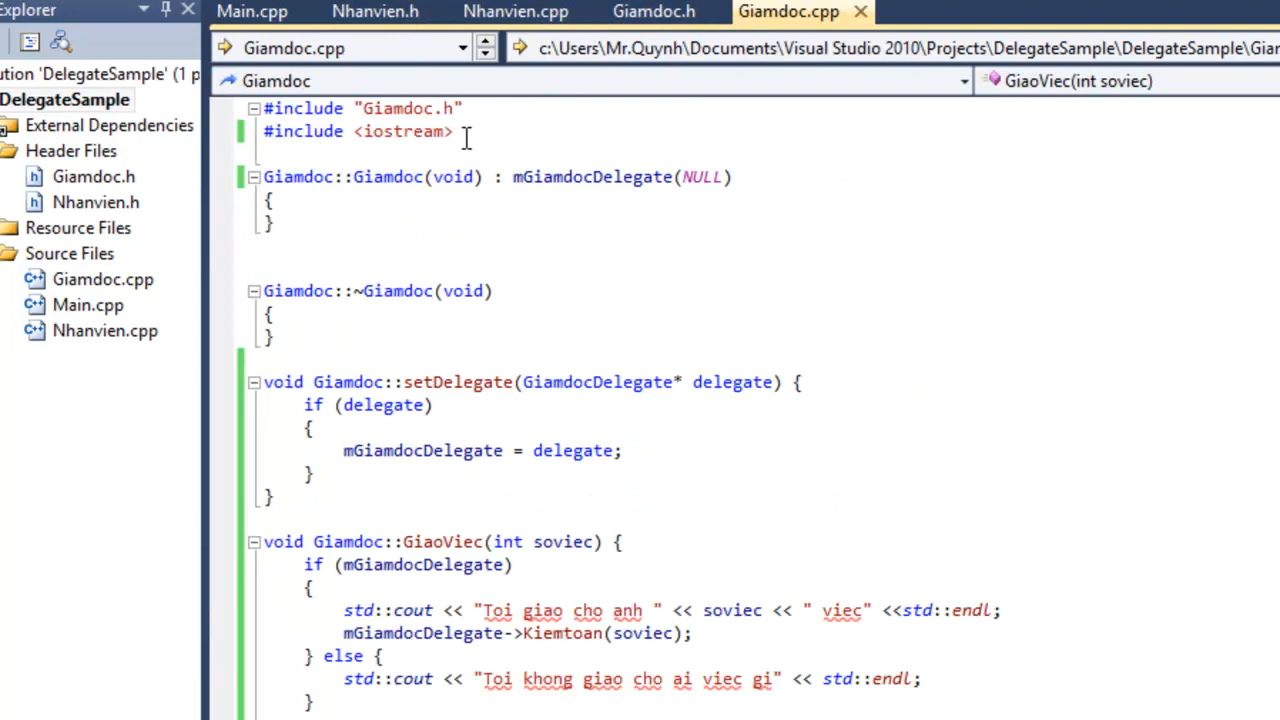 Explorer
Main.cpp Nhanvien.h Nhanvien.cpp Giamdoc.h Giamdoc.cpp
Giamdoc.cpp c:\Users\Mr.Quynh\Documents\Visual Studio 2010\Projects\DelegateSample\DelegateSample\Giam
Giamdoc GiaoViec(int soviec)
ution 'DelegateSample' (1 p
DelegateSample
External Dependencies
Header Files
Giamdoc.h
Nhanvien.h
Resource Files
Source Files
Giamdoc.cpp
Main.cpp
Nhanvien.cpp
#include "Giamdoc.h"
#include <iostream>
Giamdoc::Giamdoc(void) : mGiamdocDelegate(NULL)
{
}
Giamdoc::~Giamdoc(void)
{
}
void Giamdoc::setDelegate(GiamdocDelegate* delegate) {
if (delegate)
{
mGiamdocDelegate = delegate;
}
}
void Giamdoc::GiaoViec(int soviec) {
if (mGiamdocDelegate)
{
std::cout << "Toi giao cho anh " << soviec << " viec" <<std::endl;
mGiamdocDelegate->Kiemtoan(soviec);
} else {
std::cout << "Toi khong giao cho ai viec gi" << std::endl;
}